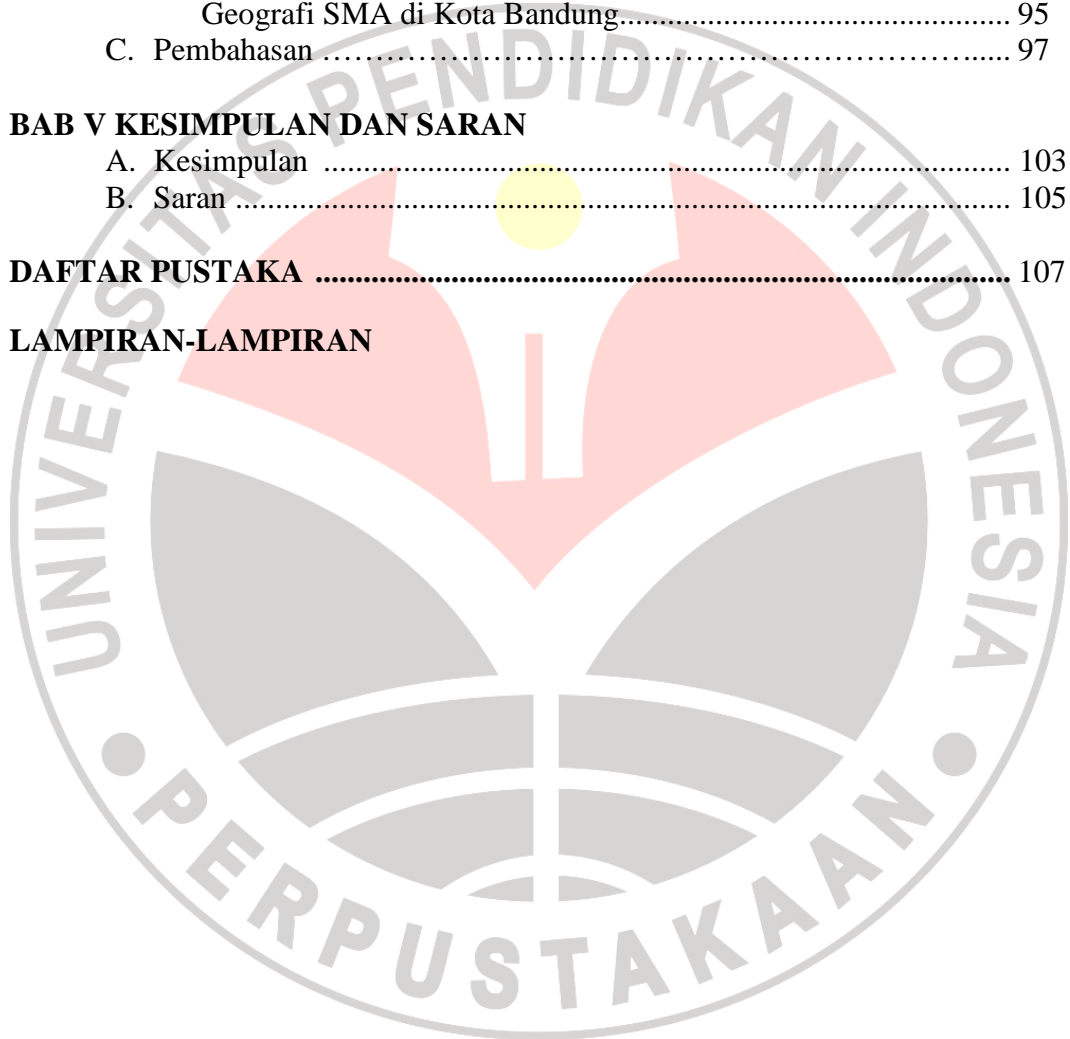 Geografi SMA di Kota Bandung................................................. 95
C. Pembahasan ……………………………………………………………...... 97
BAB V KESIMPULAN DAN SARAN
A. Kesimpulan ...................................................................................... 103
B. Saran ................................................................................................. 105
DAFTAR PUSTAKA ....................................................................................... 107
LAMPIRAN-LAMPIRAN
UNIVERSITAS PENDIDIKAN INDONESIA
PERPUSTAKAAN